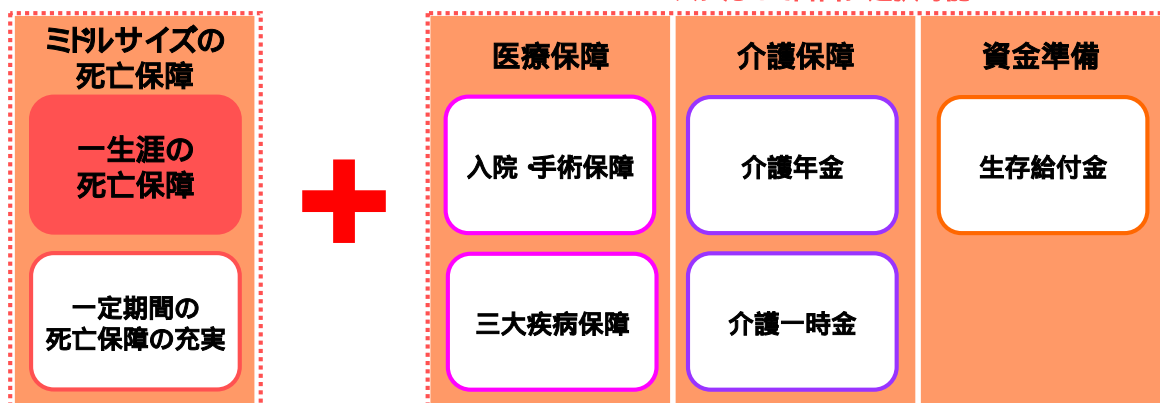 ミドルサイズの
死亡保障
一生涯の
死亡保障
一定期間の
死亡保障の充実
医療保障
介護保障
資金準備
入院・手術保障
介護年金
生存給付金
三大疾病保障
介護一時金